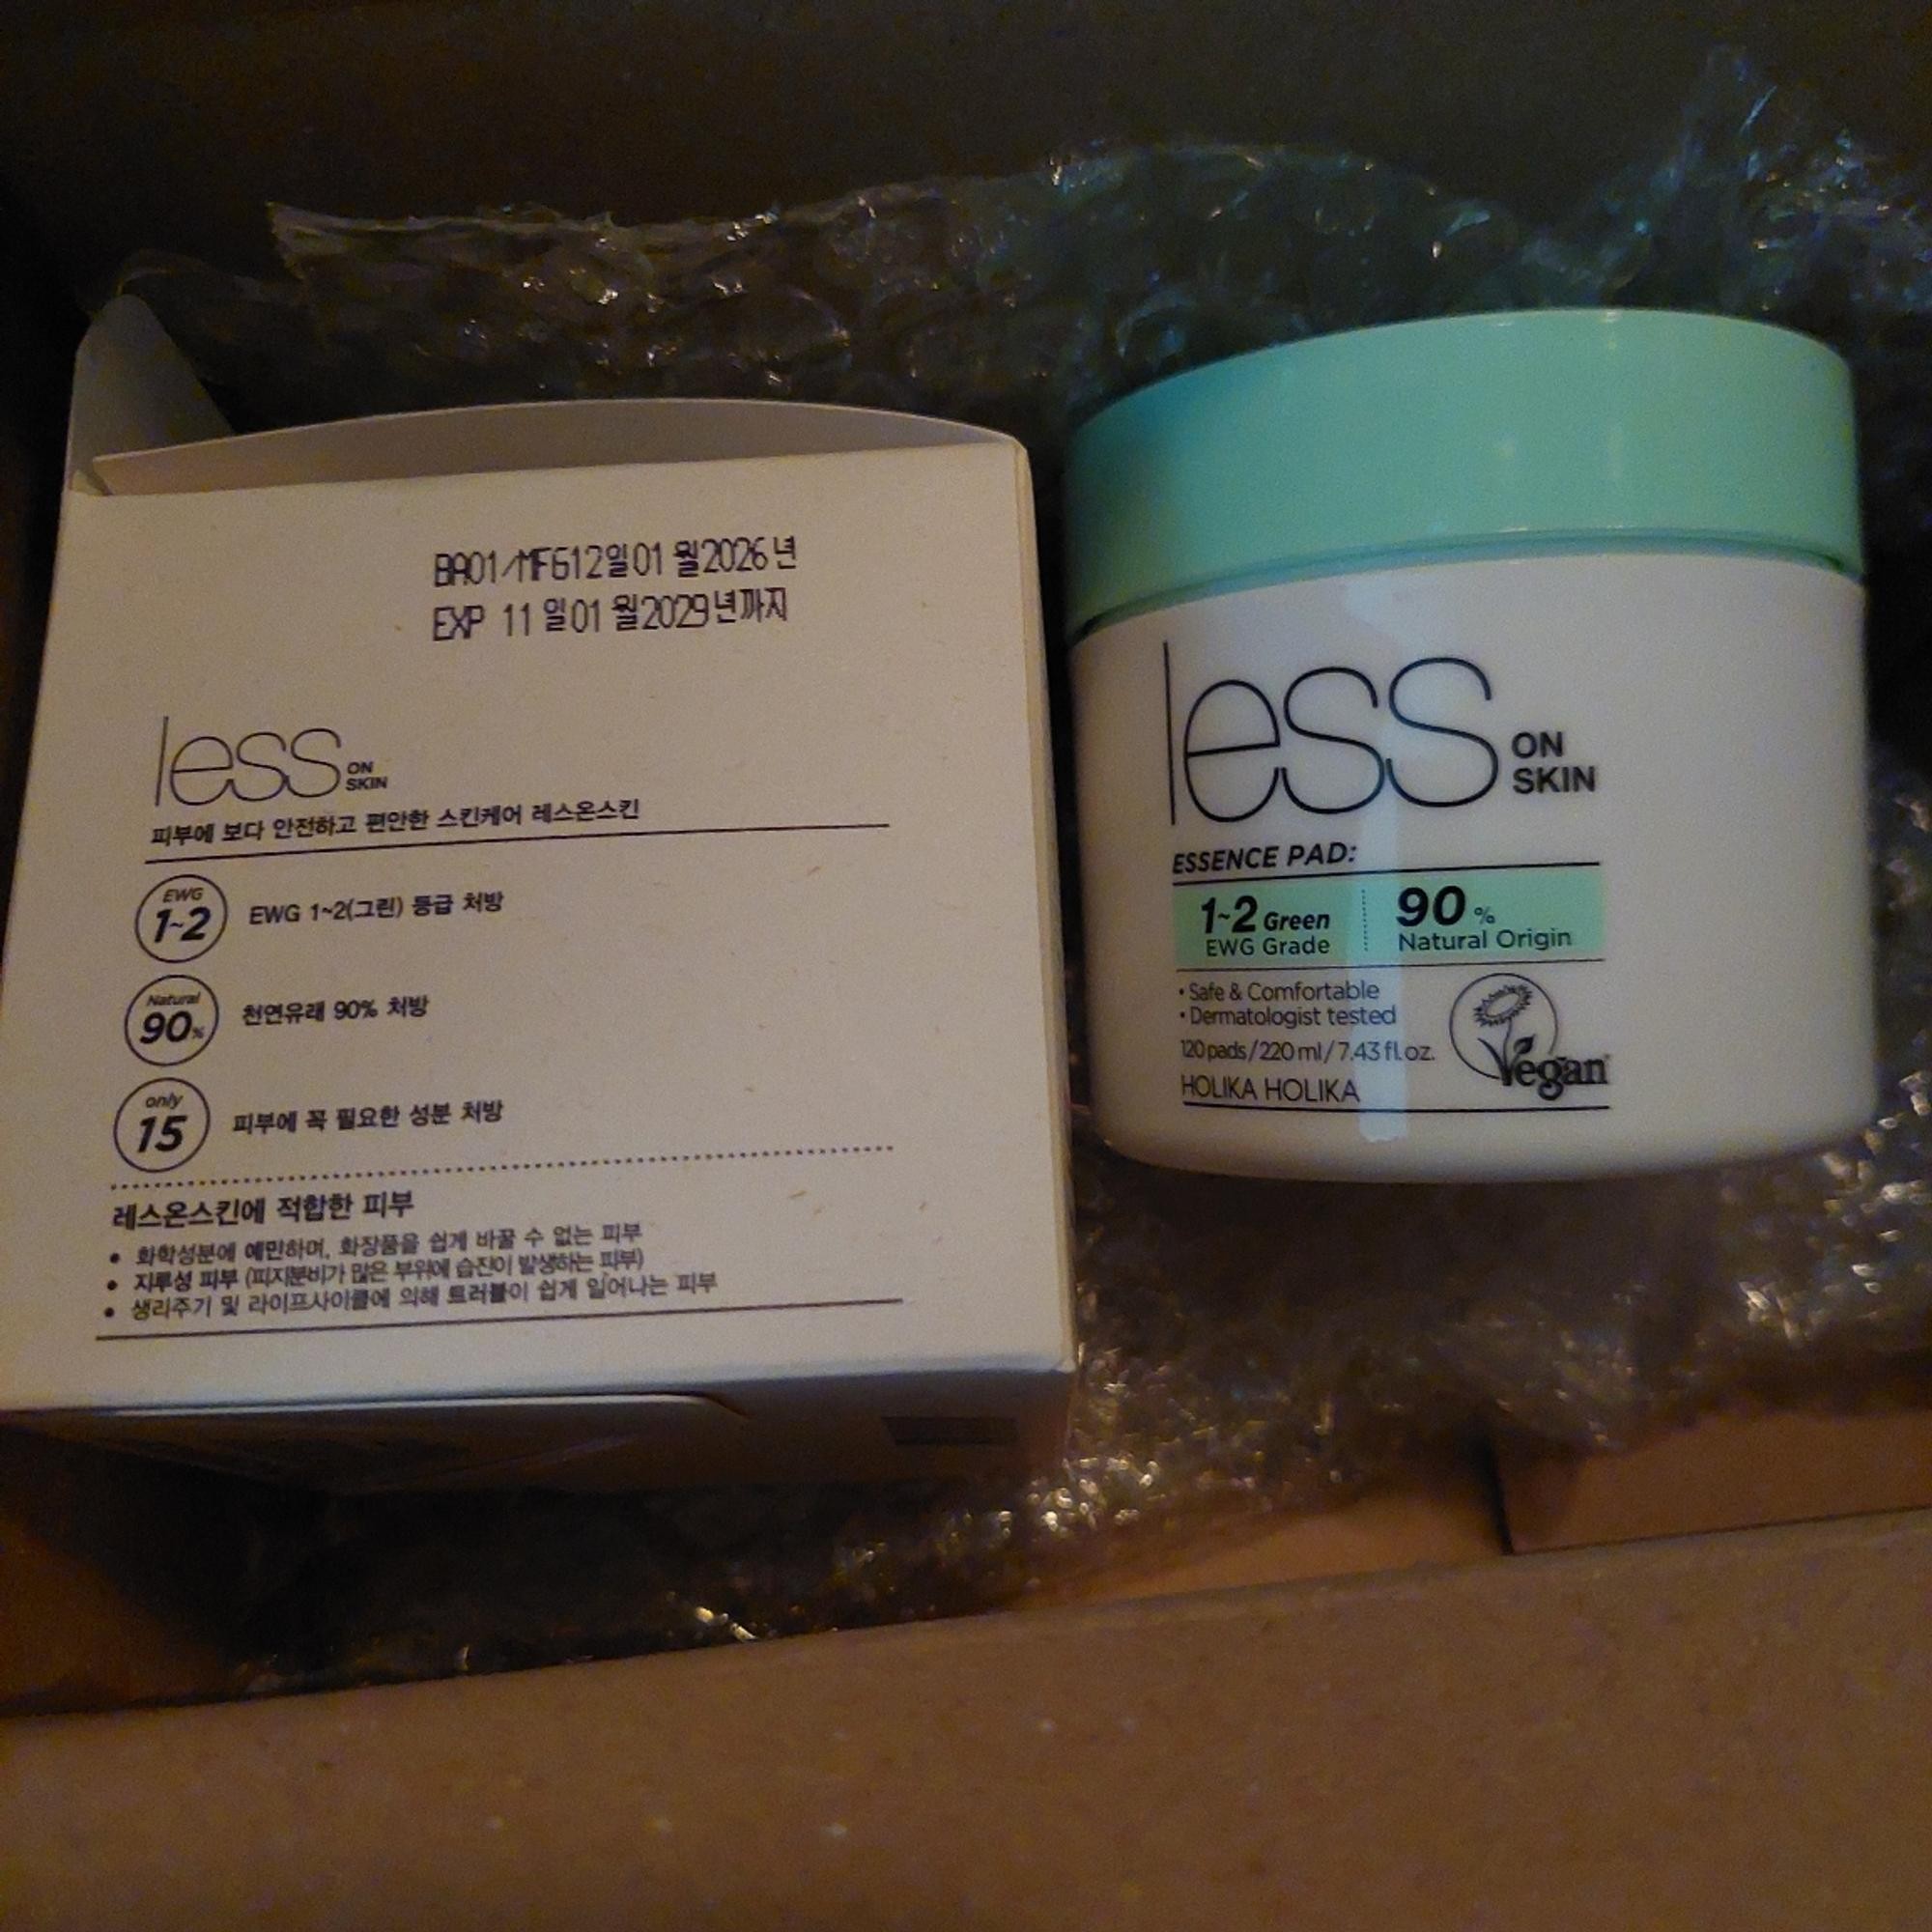 BA01/MFG12일01 월2026년
EXP 11 일01 월2029년까지
less ON SKIN
피부에 보다 안전하고 편안한 스킨케어 레스온스킨
EWG
1~2
EWG 1~2(그린) 등급 처방
Natural
90%
천연유래 90% 처방
only
15
피부에 꼭 필요한 성분 처방
레스온스킨에 적합한 피부
• 화학성분에 예민하며, 화장품을 쉽게 바꿀 수 없는 피부
• 지루성 피부 (피지분비가 많은 부위에 습진이 발생하는 피부)
• 생리주기 및 라이프사이클에 의해 트러블이 쉽게 일어나는 피부
less ON SKIN
ESSENCE PAD:
1~2 Green
EWG Grade
90 %
Natural Origin
• Safe & Comfortable
• Dermatologist tested
120 pads / 220 ml / 7.43 fl. oz.
Vegan
HOLIKA HOLIKA